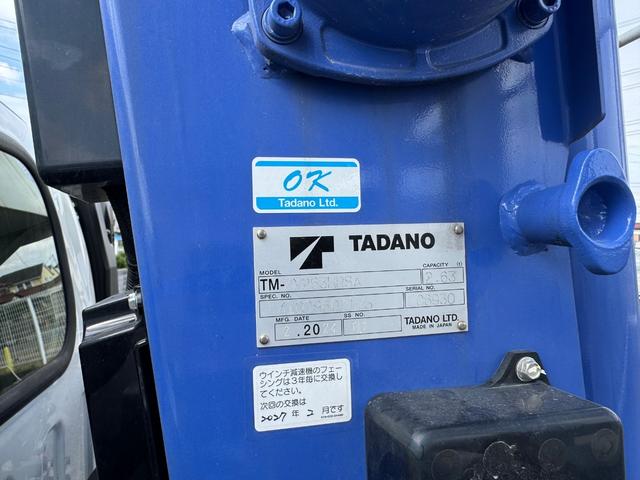 OK
Tadano Ltd.
TADANO
MODEL
CAPACITY (t)
TM-
2.63
SPEC. NO.
SERIAL NO.
MFG. DATE
SS NO.
.20
TADANO LTD.
MADE IN JAPAN
ウインチ減速機のフェー
シングは3年毎に交換し
てください。
次回の交換は
2027 年 2 月です